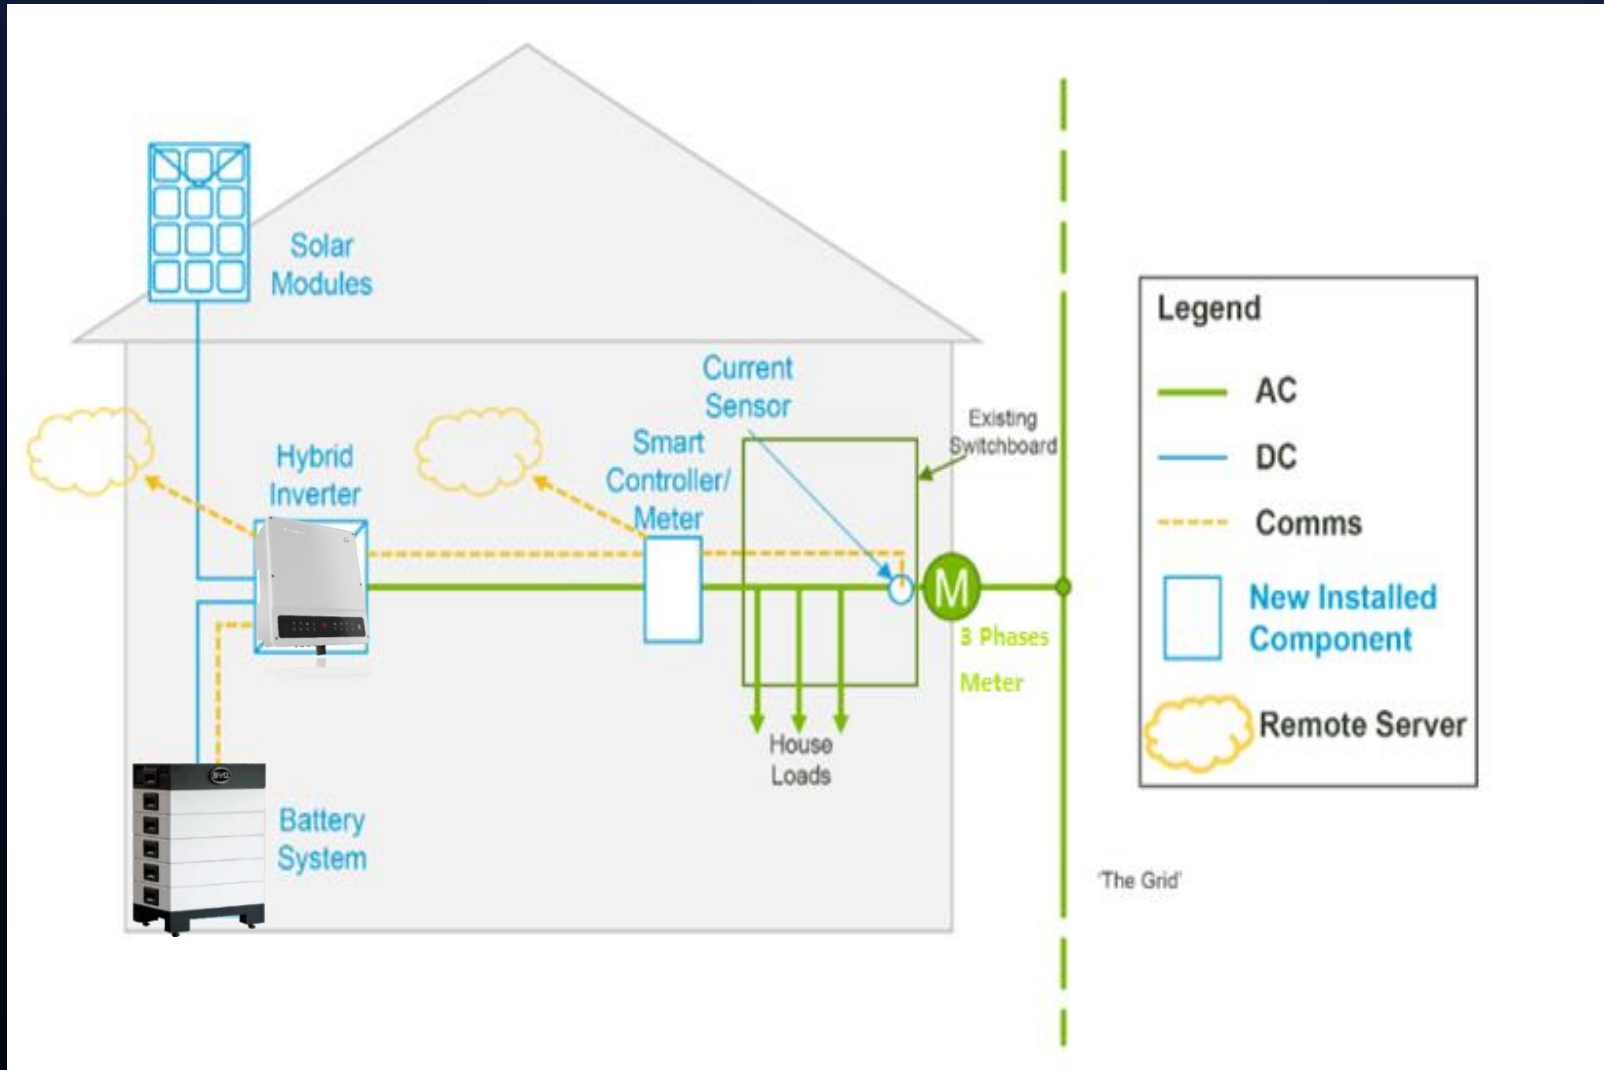 Solar
Modules
Current
Sensor
Existing
Switchboard
Smart
Controller/
Meter
Hybrid
Inverter
M
3 Phases
Meter
House
Loads
BYD
Battery
System
'The Grid'
Legend
AC
DC
Comms
New Installed
Component
Remote Server